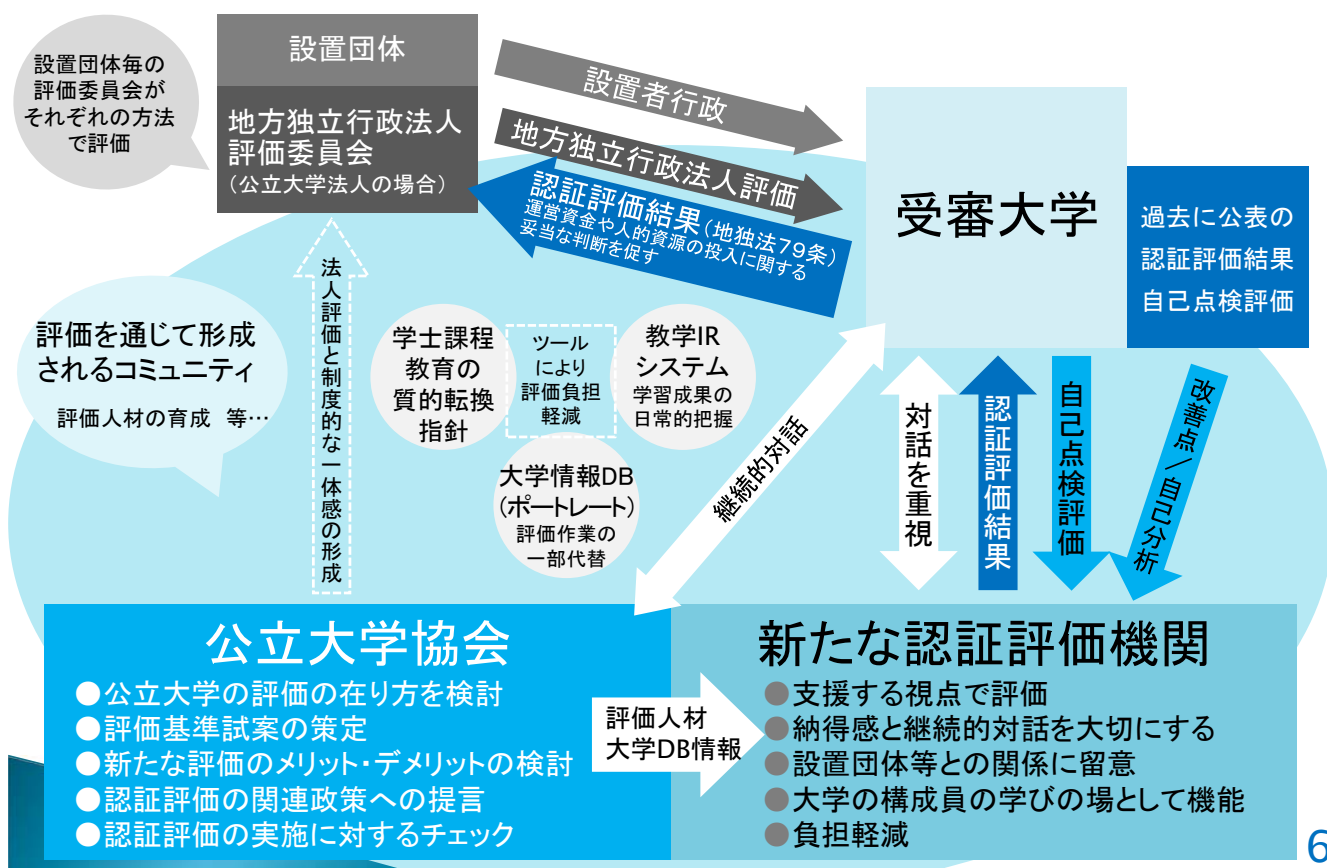 設置団体毎の
評価委員会が
それぞれの方法
で評価
設置団体
地方独立行政法人
評価委員会
（公立大学法人の場合）
設置者行政
地方独立行政法人評価
認証評価結果（地独法79条）
運営資金や人的資源の投入に関する
妥当な判断を促す
受審大学
過去に公表の
認証評価結果
自己点検評価
評価を通じて形成
されるコミュニティ
評価人材の育成 等…
法人評価と制度的な一体感の形成
学士課程
教育の
質的転換
指針
ツール
により
評価負担
軽減
教学IR
システム
学習成果の
日常的把握
大学情報DB
（ポートレート）
評価作業の
一部代替
継続的対話
対話を重視
認証評価結果
自己点検評価
改善点／自己分析
公立大学協会
●公立大学の評価の在り方を検討
●評価基準試案の策定
●新たな評価のメリット・デメリットの検討
●認証評価の関連政策への提言
●認証評価の実施に対するチェック
評価人材
大学DB情報
新たな認証評価機関
●支援する視点で評価
●納得感と継続的対話を大切にする
●設置団体等との関係に留意
●大学の構成員の学びの場として機能
●負担軽減
6